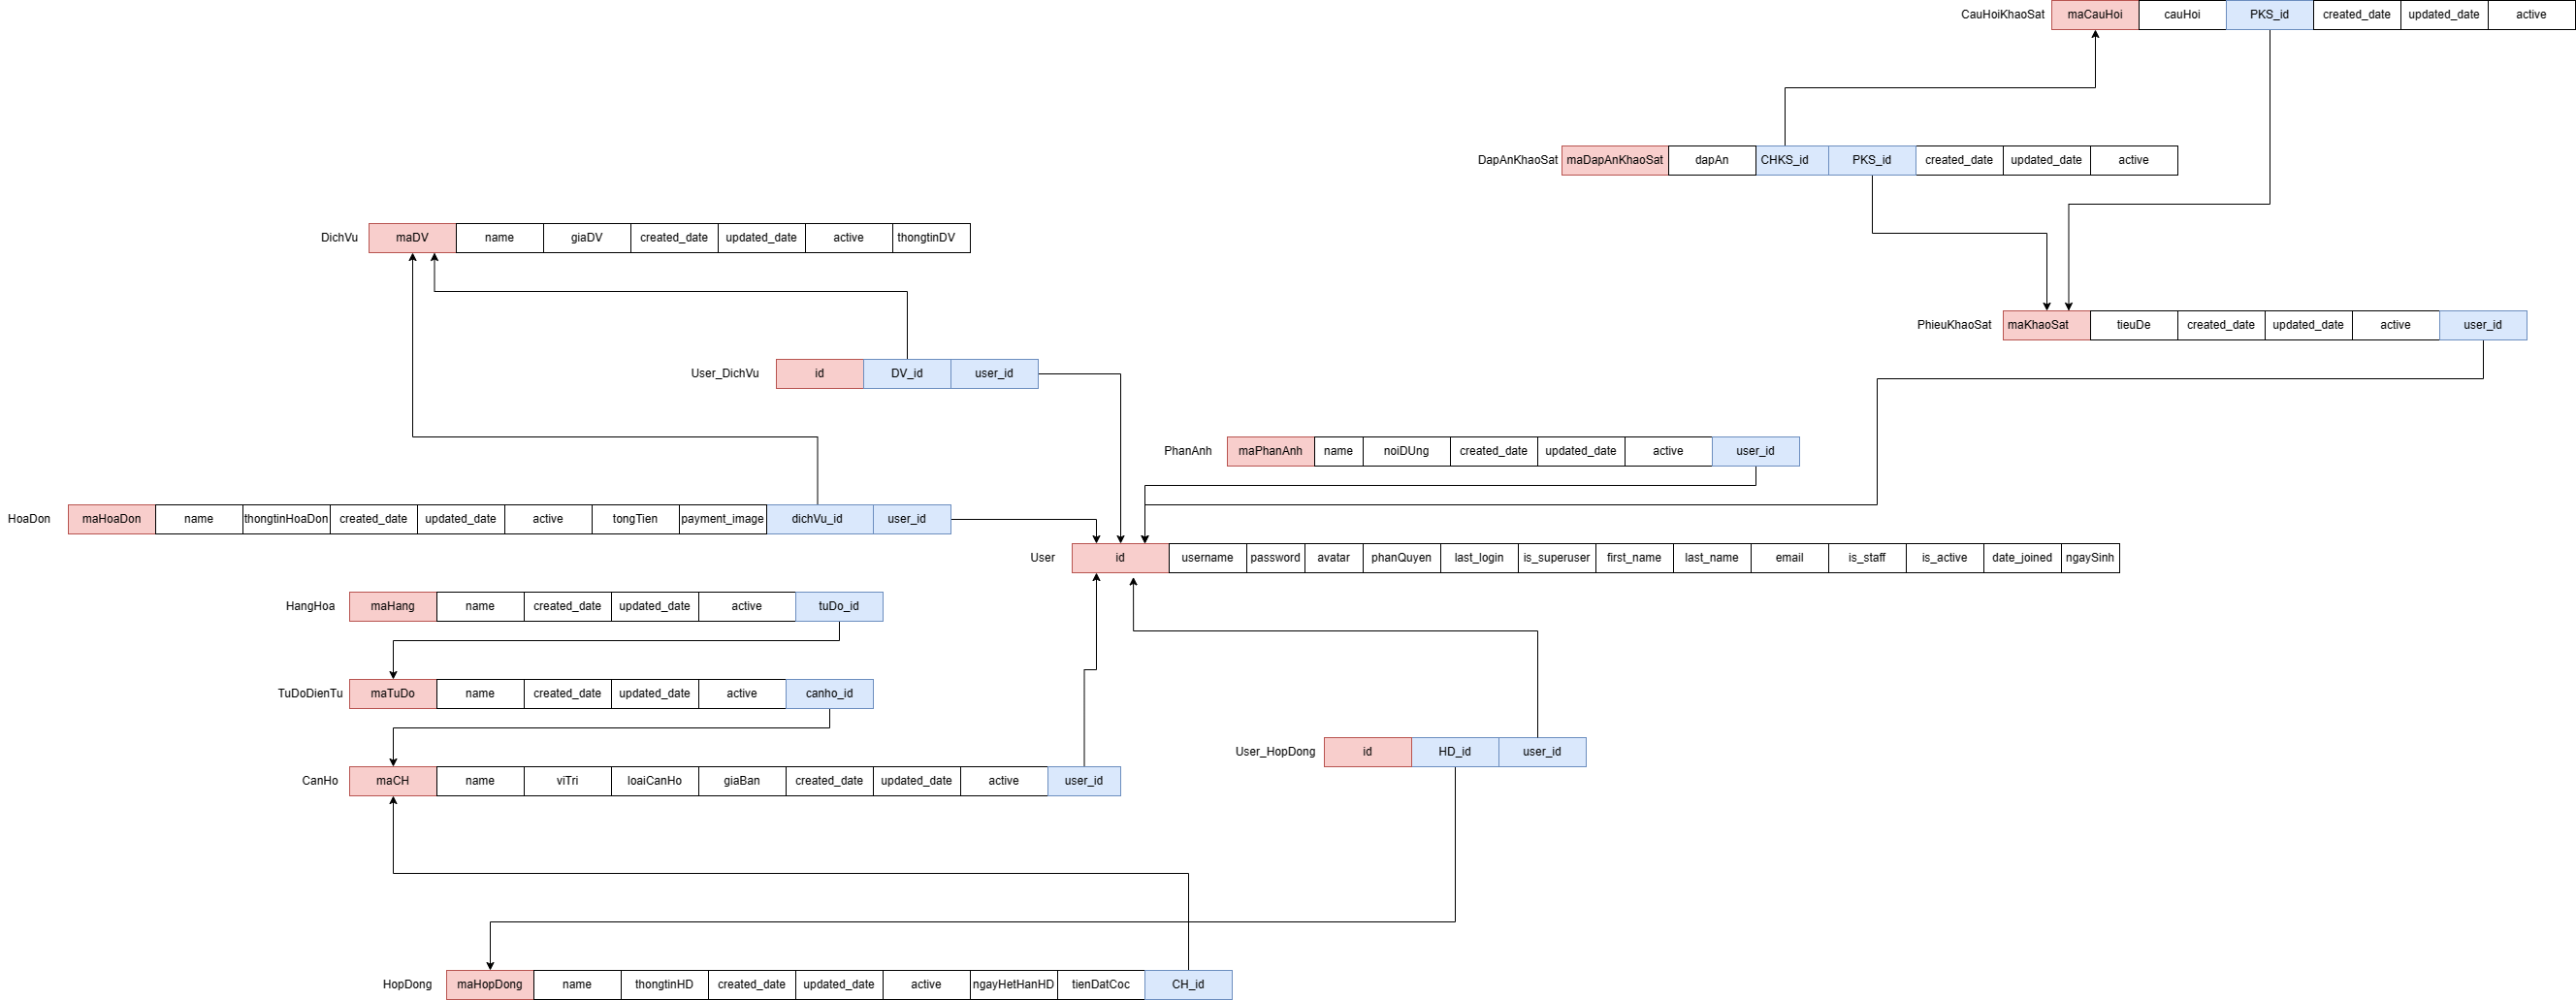 CauHoiKhaoSat maCauHoi cauHoi PKS_id created_date updated_date active
DapAnKhaoSat maDapAnKhaoSat dapAn CHKS_id PKS_id created_date updated_date active
DichVu maDV name giaDV created_date updated_date active thongtinDV
PhieuKhaoSat maKhaoSat tieuDe created_date updated_date active user_id
User_DichVu id DV_id user_id
PhanAnh maPhanAnh name noiDUng created_date updated_date active user_id
HoaDon maHoaDon name thongtinHoaDon created_date updated_date active tongTien payment_image dichVu_id user_id
User id username password avatar phanQuyen last_login is_superuser first_name last_name email is_staff is_active date_joined ngaySinh
HangHoa maHang name created_date updated_date active tuDo_id
TuDoDienTu maTuDo name created_date updated_date active canho_id
User_HopDong id HD_id user_id
CanHo maCH name viTri loaiCanHo giaBan created_date updated_date active user_id
HopDong maHopDong name thongtinHD created_date updated_date active ngayHetHanHD tienDatCoc CH_id